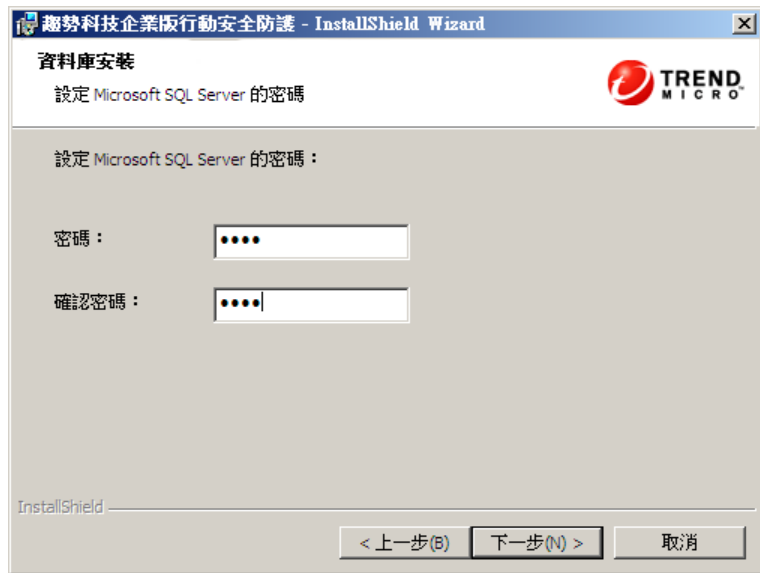 趨勢科技企業版行動安全防護 - InstallShield Wizard
資料庫安裝
設定 Microsoft SQL Server 的密碼
TREND
MICRO™
設定 Microsoft SQL Server 的密碼：
密碼：
••••
確認密碼：
••••
InstallShield
< 上一步(B)
下一步(N) >
取消